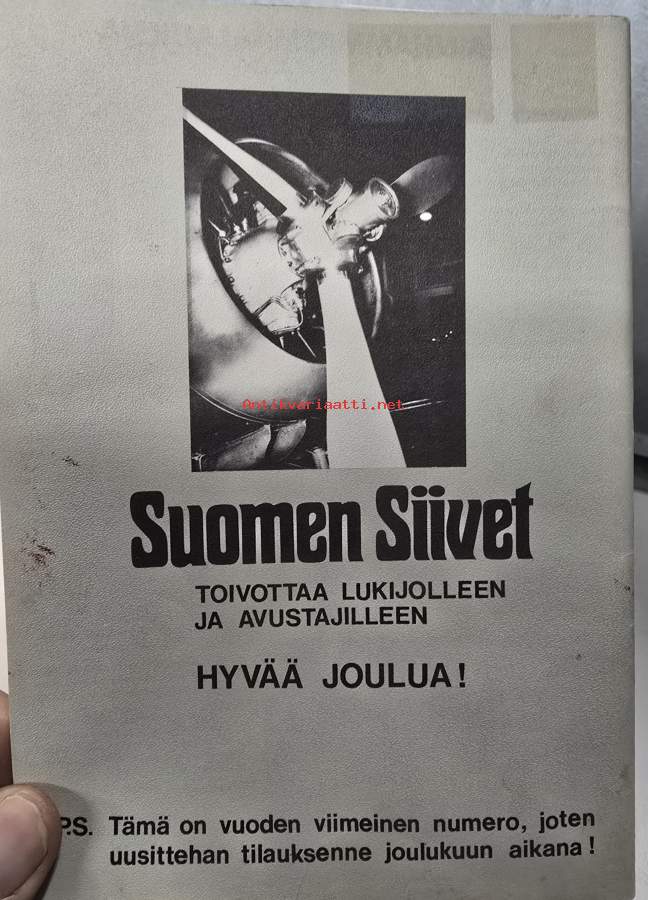 Antikvariaatti.net
Suomen Siivet
TOIVOTTAA LUKIJOLLEEN
JA AVUSTAJILLEEN
HYVÄÄ JOULUA!
P.S. Tämä on vuoden viimeinen numero, joten
uusittehan tilauksenne joulukuun aikana!